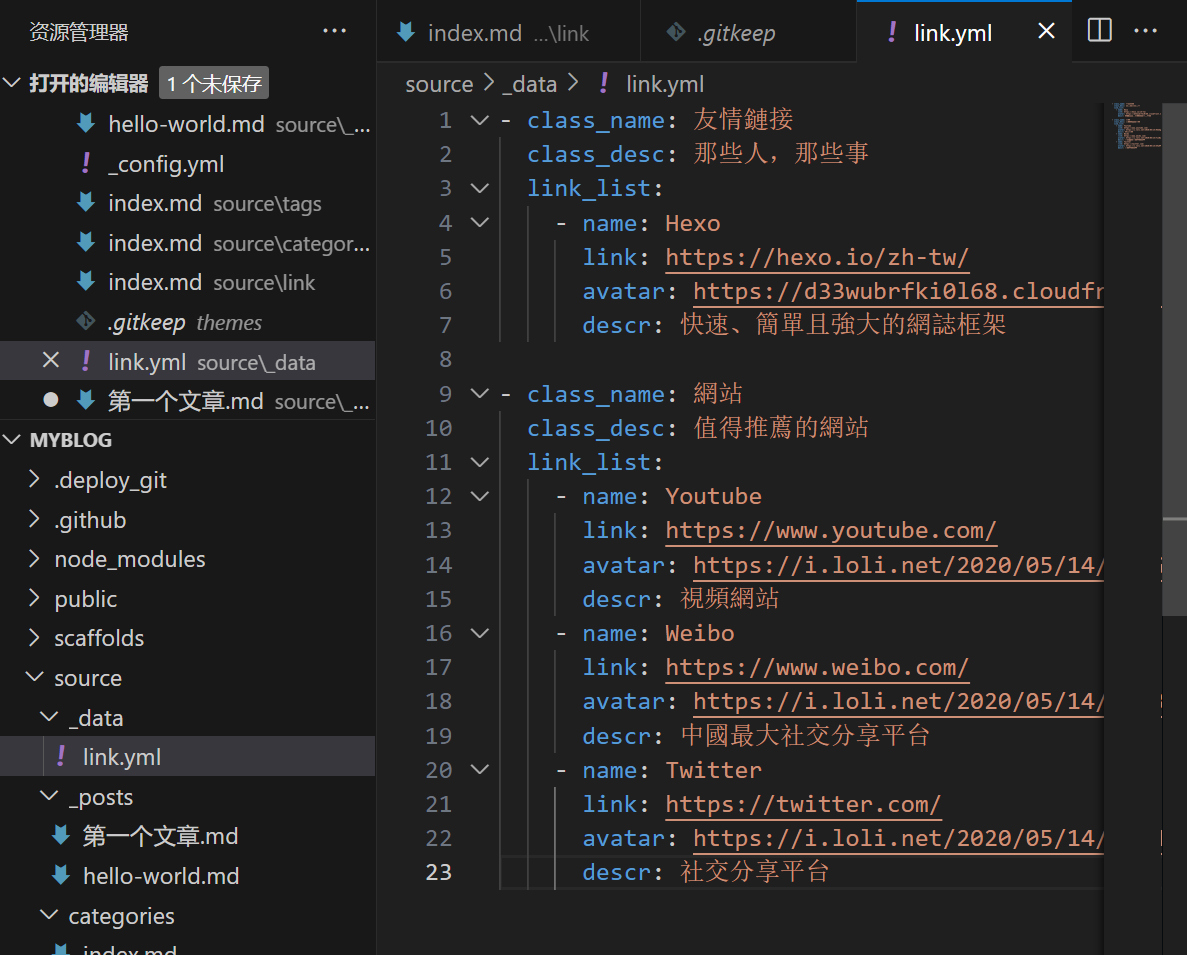 资源管理器 ···
打开的编辑器 1 个未保存
hello-world.md source\_...
! _config.yml
index.md source\tags
index.md source\categor...
index.md source\link
.gitkeep themes
! link.yml source\_data
第一个文章.md source\_...
MYBLOG
.deploy_git
.github
node_modules
public
scaffolds
source
_data
! link.yml
_posts
第一个文章.md
hello-world.md
categories
index.md
index.md ...\link .gitkeep ! link.yml ···
source > _data > ! link.yml
1 - class_name: 友情鏈接
2 class_desc: 那些人，那些事
3 link_list:
4 - name: Hexo
5 link: https://hexo.io/zh-tw/
6 avatar: https://d33wubrfki0l68.cloudfr
7 descr: 快速、簡單且強大的網誌框架
8
9 - class_name: 網站
10 class_desc: 值得推薦的網站
11 link_list:
12 - name: Youtube
13 link: https://www.youtube.com/
14 avatar: https://i.loli.net/2020/05/14/
15 descr: 視頻網站
16 - name: Weibo
17 link: https://www.weibo.com/
18 avatar: https://i.loli.net/2020/05/14/
19 descr: 中國最大社交分享平台
20 - name: Twitter
21 link: https://twitter.com/
22 avatar: https://i.loli.net/2020/05/14/
23 descr: 社交分享平台